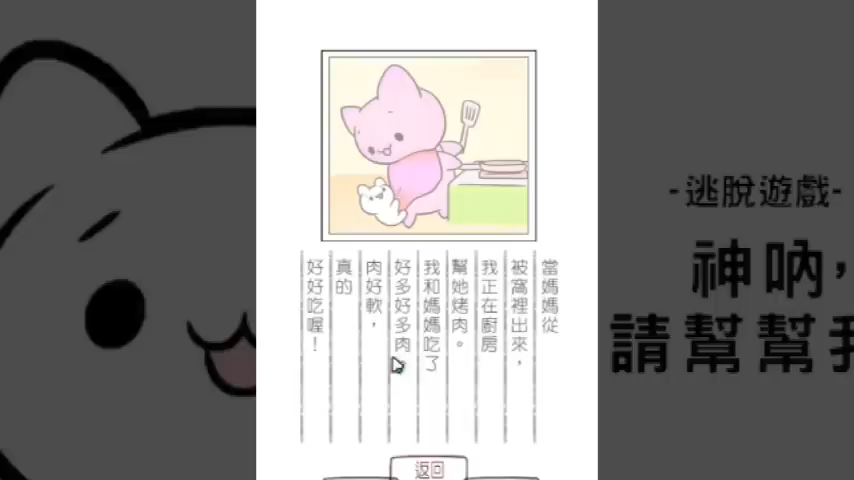 當媽媽從
被窩裡出來，
我正在廚房
幫她烤肉。
我和媽媽吃了
好多好多肉
肉好軟，
真的
好好吃喔！
返回
-逃脫遊戲-
神吶，
請幫幫我